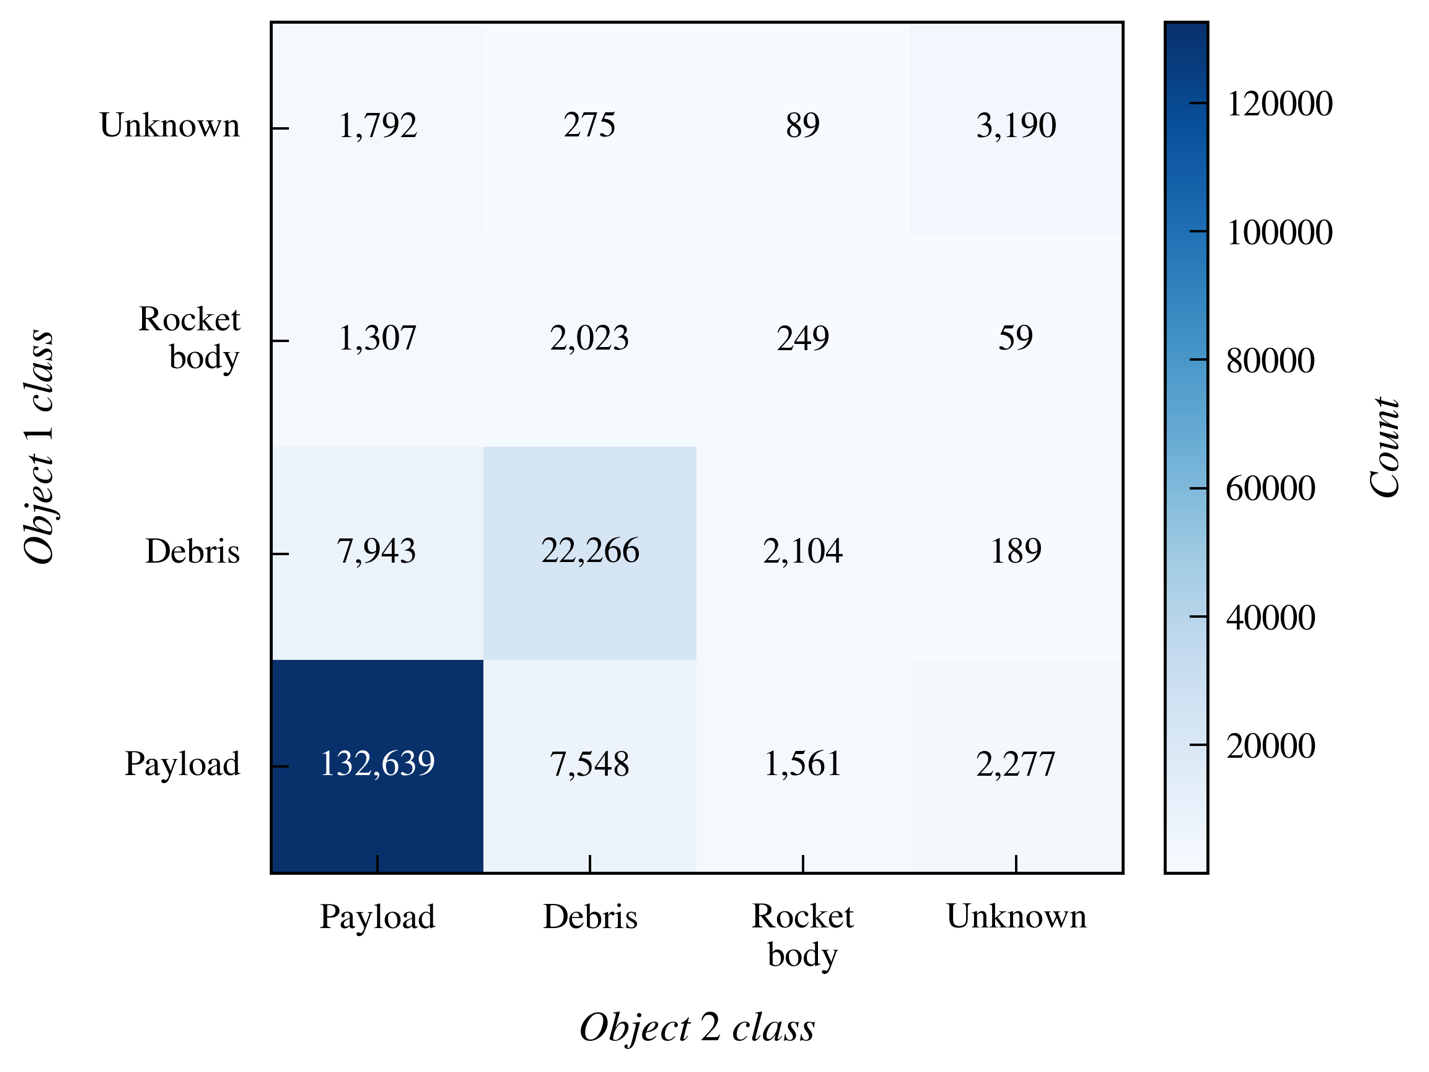 Unknown 1,792 275 89 3,190
Rocket
body 1,307 2,023 249 59
Debris 7,943 22,266 2,104 189
Payload 132,639 7,548 1,561 2,277
Payload Debris Rocket Unknown
body
Object 2 class
Object 1 class
120000
100000
80000
60000
40000
20000
Count